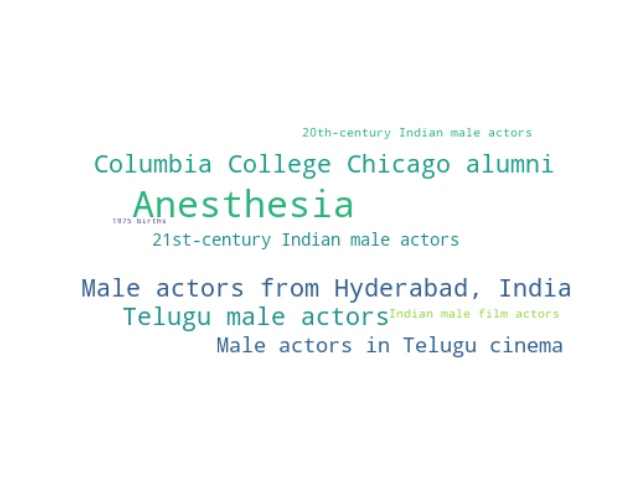 20th-century Indian male actors
Columbia College Chicago alumni
Anesthesia
1975 births
21st-century Indian male actors
Male actors from Hyderabad, India
Telugu male actors
Indian male film actors
Male actors in Telugu cinema